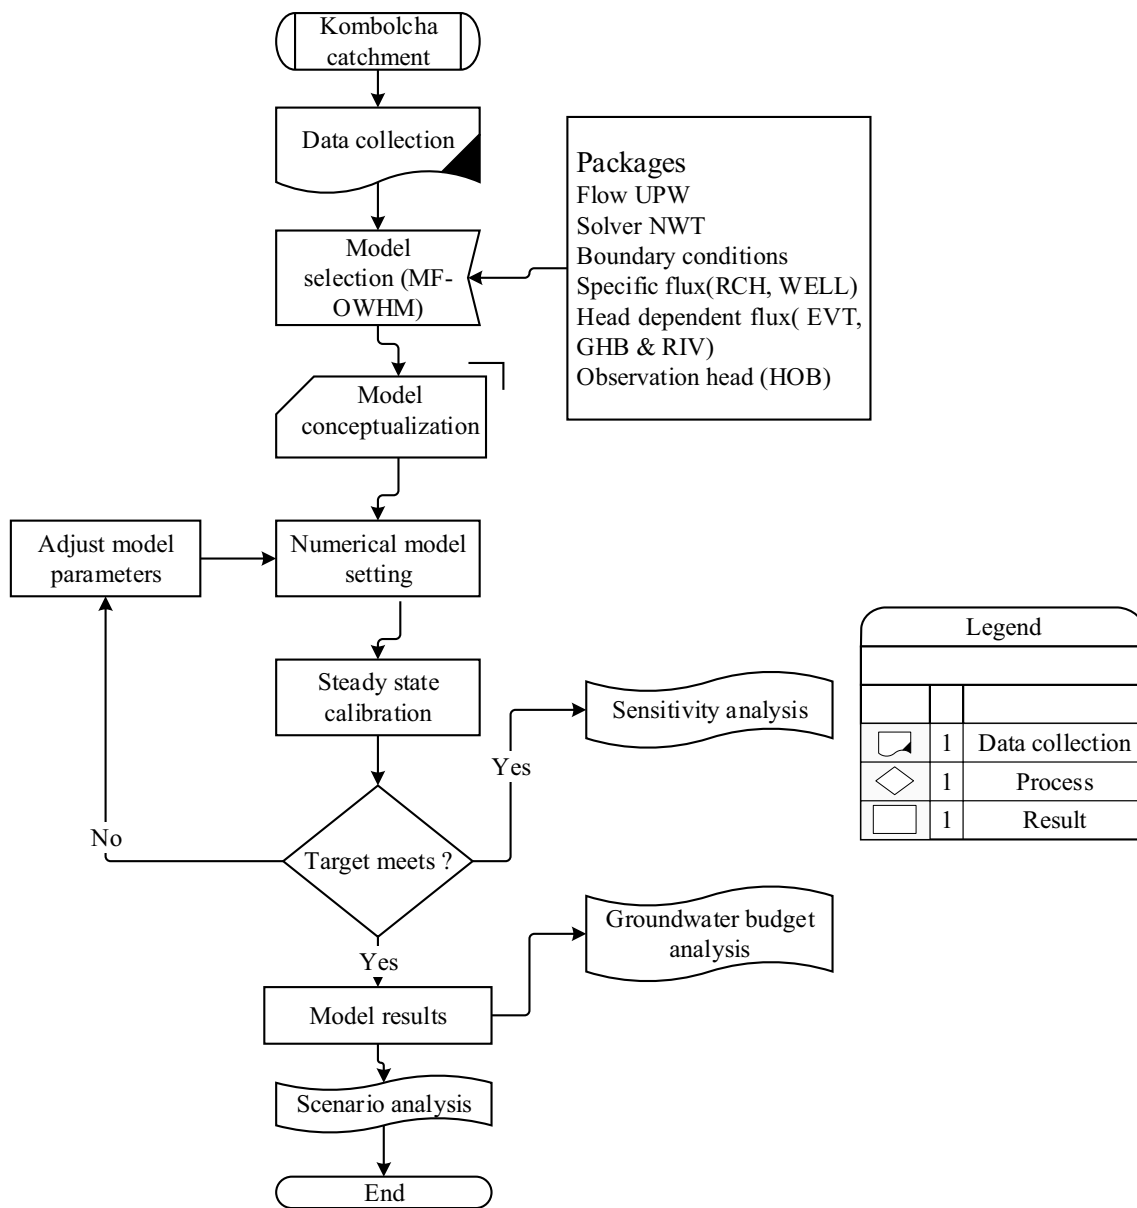 Kombolcha
catchment
Data collection
Packages
Flow UPW
Solver NWT
Boundary conditions
Specific flux(RCH, WELL)
Head dependent flux( EVT,
GHB & RIV)
Observation head (HOB)
Model
selection (MF-
OWHM)
Model
conceptualization
Adjust model
parameters
Numerical model
setting
Steady state
calibration
Sensitivity analysis
Yes
No
Target meets ?
Legend
1 Data collection
1 Process
1 Result
Groundwater budget
analysis
Yes
Model results
Scenario analysis
End